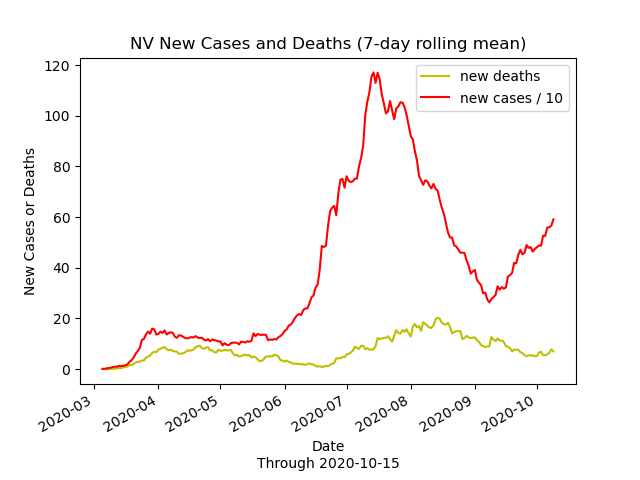 NV New Cases and Deaths (7-day rolling mean)
new deaths
new cases / 10
New Cases or Deaths
120
100
80
60
40
20
0
2020-03
2020-04
2020-05
2020-06
2020-07
2020-08
2020-09
2020-10
Date
Through 2020-10-15